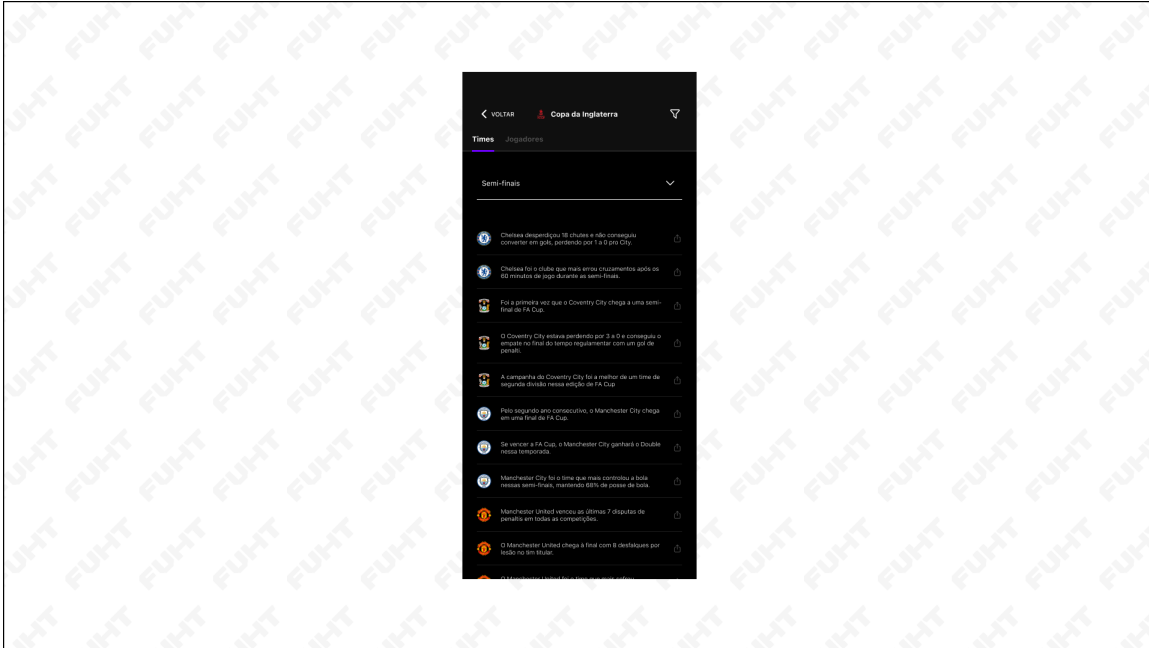 VOLTAR
Copa da Inglaterra
Times
Jogadores
Semi-finais
Chelsea desperdiçou 18 chutes e não conseguiu
converter em gols, perdendo por 1 a 0 pro City.
Chelsea foi o clube que mais errou cruzamentos após os
60 minutos de jogo durante as semi-finais.
Foi a primeira vez que o Coventry City chega a uma semi-
final de FA Cup.
O Coventry City estava perdendo por 3 a 0 e conseguiu o
empate no final do tempo regulamentar com um gol de
penalti.
A campanha do Coventry City foi a melhor de um time de
segunda divisão nessa edição de FA Cup
Pelo segundo ano consecutivo, o Manchester City chega
em uma final de FA Cup.
Se vencer a FA Cup, o Manchester City ganhará o Double
nessa temporada.
Manchester City foi o time que mais controlou a bola
nessas semi-finais, mantendo 68% de posse de bola.
Manchester United venceu as últimas 7 disputas de
penaltis em todas as competições.
O Manchester United chega à final com 8 desfalques por
lesão no tim titular.
O Manchester United foi o time que mais sofreu
FUHT